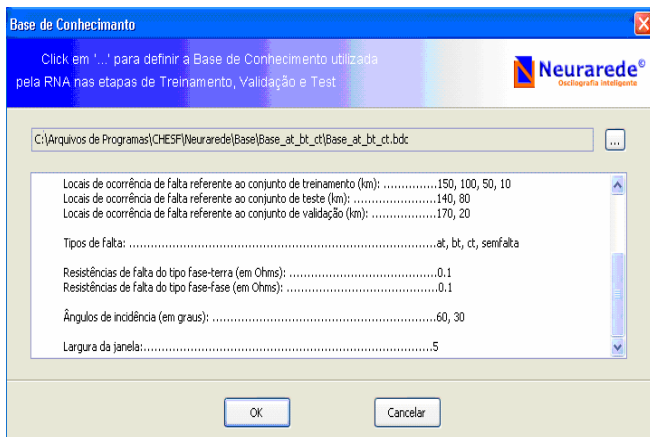 Base de Conhecimanto
Click em '...' para definir a Base de Conhecimento utilizada
pela RNA nas etapas de Treinamento, Validação e Test
Neurarede©
Oscilografia Inteligente
C:\Arquivos de Programas\CHESF\Neurarede\Base\Base_at_bt_ct\Base_at_bt_ct.bdc
...
Locais de ocorrência de falta referente ao conjunto de treinamento (km): ...............150, 100, 50, 10
Locais de ocorrência de falta referente ao conjunto de teste (km): .......................140, 80
Locais de ocorrência de falta referente ao conjunto de validação (km): .................170, 20
Tipos de falta: ..........................................................................................at, bt, ct, semfalta
Resistências de falta do tipo fase-terra (em Ohms): ...........................................0.1
Resistências de falta do tipo fase-fase (em Ohms): ...........................................0.1
Ângulos de incidência (em graus): .................................................................60, 30
Largura da janela:.....................................................................................5
OK
Cancelar